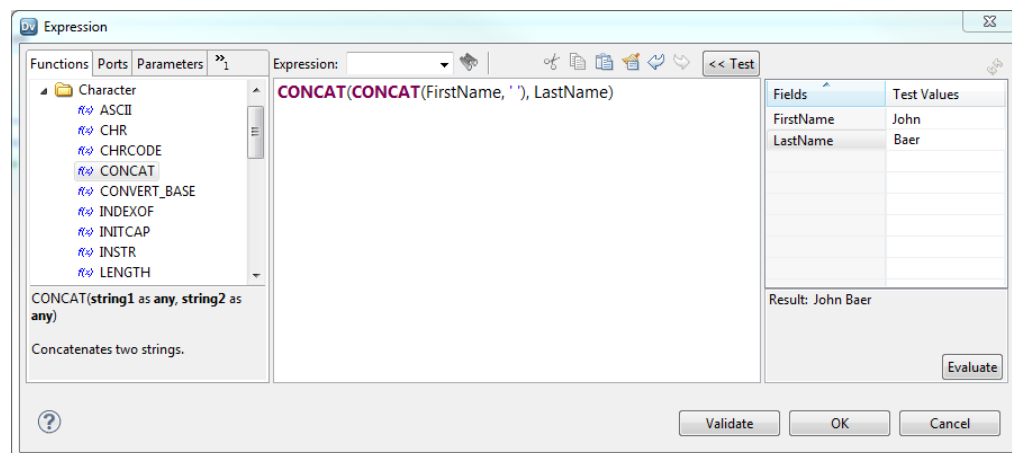 Dv Expression
Functions Ports Parameters »1
Character
f(x) ASCII
f(x) CHR
f(x) CHRCODE
f(x) CONCAT
f(x) CONVERT_BASE
f(x) INDEXOF
f(x) INITCAP
f(x) INSTR
f(x) LENGTH
CONCAT(string1 as any, string2 as
any)
Concatenates two strings.
Expression: << Test
CONCAT(CONCAT(FirstName, ' '), LastName)
Fields Test Values
FirstName John
LastName Baer
Result: John Baer
Evaluate
? Validate OK Cancel